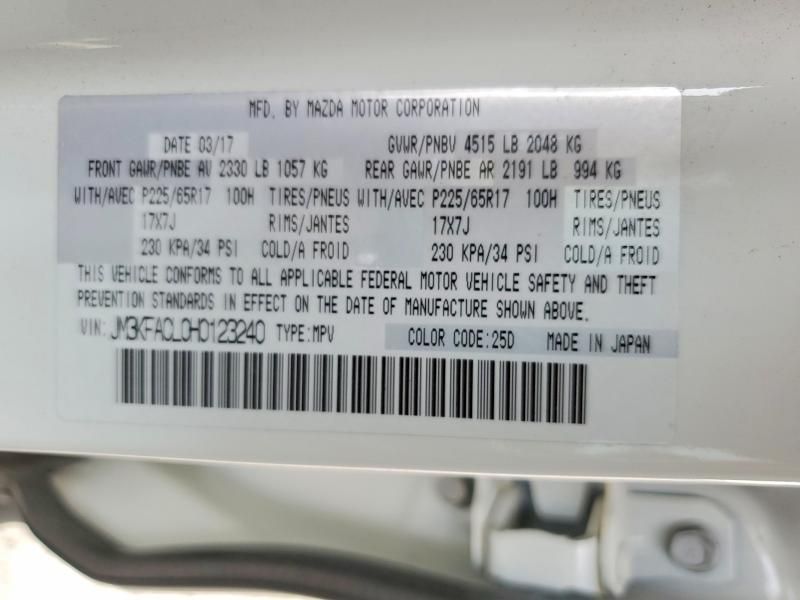 MFD. BY MAZDA MOTOR CORPORATION
DATE 03/17 GVWR/PNBV 4515 LB 2048 KG
FRONT GAWR/PNBE AV 2330 LB 1057 KG REAR GAWR/PNBE AR 2191 LB 994 KG
WITH/AVEC P225/65R17 100H TIRES/PNEUS WITH/AVEC P225/65R17 100H TIRES/PNEUS
17X7J RIMS/JANTES 17X7J RIMS/JANTES
230 KPA/34 PSI COLD/A FROID 230 KPA/34 PSI COLD/A FROID
THIS VEHICLE CONFORMS TO ALL APPLICABLE FEDERAL MOTOR VEHICLE SAFETY AND THEFT
PREVENTION STANDARDS IN EFFECT ON THE DATE OF MANUFACTURE SHOWN ABOVE.
VIN: JM3KFACL0H0123240 TYPE:MPV COLOR CODE:25D MADE IN JAPAN